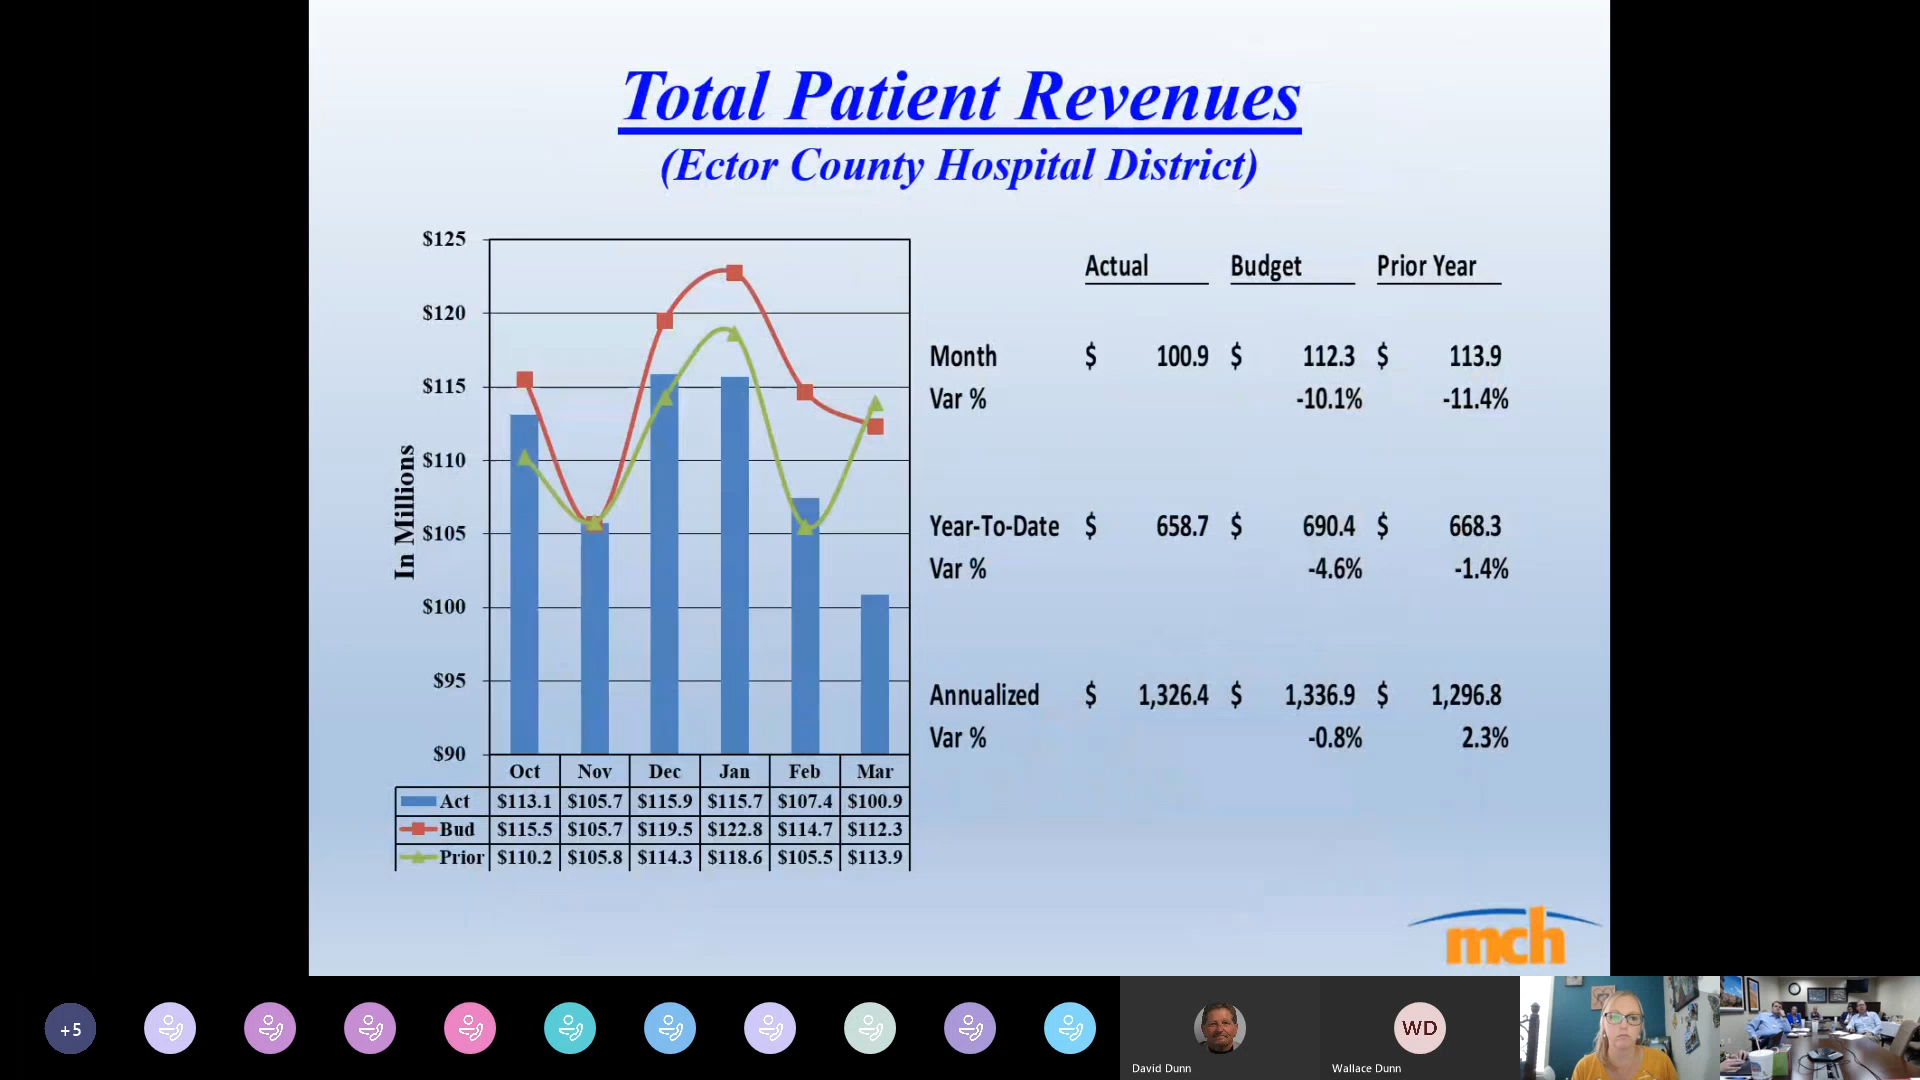 Total Patient Revenues
(Ector County Hospital District)
In Millions
$125
$120
$115
$110
$105
$100
$95
$90
Oct Nov Dec Jan Feb Mar
Act $113.1 $105.7 $115.9 $115.7 $107.4 $100.9
Bud $115.5 $105.7 $119.5 $122.8 $114.7 $112.3
Prior $110.2 $105.8 $114.3 $118.6 $105.5 $113.9
Actual Budget Prior Year
Month $ 100.9 $ 112.3 $ 113.9
Var % -10.1% -11.4%
Year-To-Date $ 658.7 $ 690.4 $ 668.3
Var % -4.6% -1.4%
Annualized $ 1,326.4 $ 1,336.9 $ 1,296.8
Var % -0.8% 2.3%
mch
+5
WD
David Dunn
Wallace Dunn